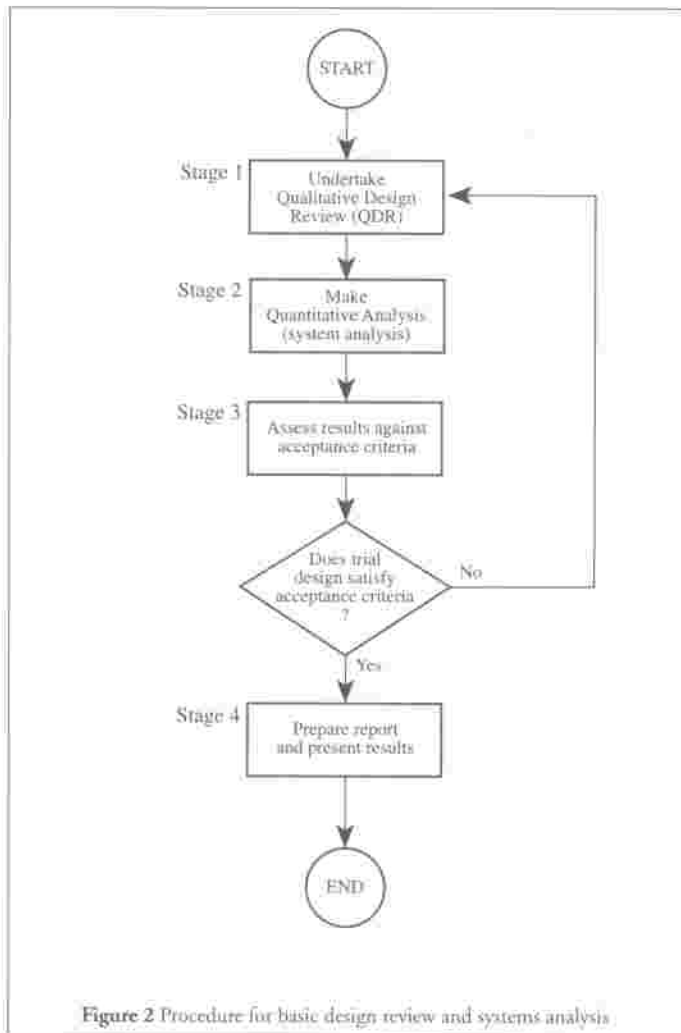 START
Stage 1
Undertake
Qualitative Design
Review (QDR)
Stage 2
Make
Quantitative Analysis
(system analysis)
Stage 3
Assess results against
acceptance criteria
Does trial
design satisfy
acceptance criteria
?
No
Yes
Stage 4
Prepare report
and present results
END
Figure 2 Procedure for basic design review and systems analysis